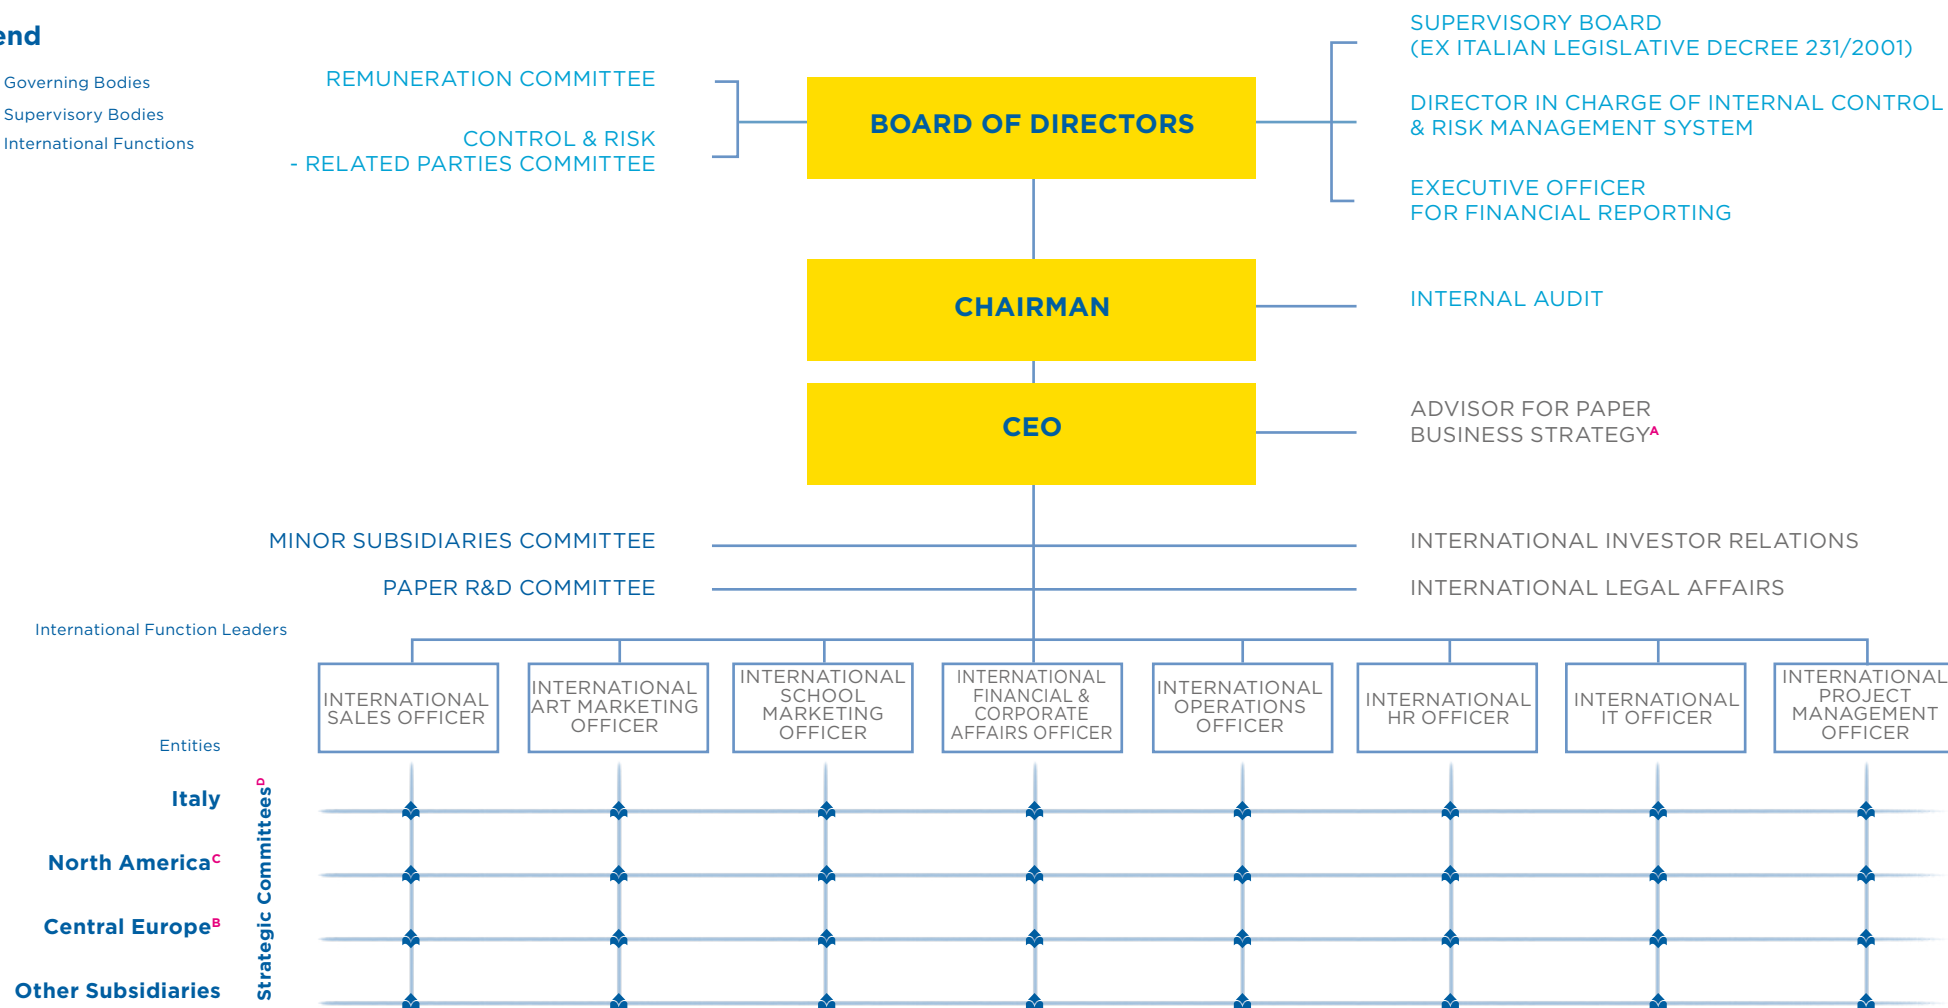 Governing Bodies
Supervisory Bodies
International Functions
REMUNERATION COMMITTEE
CONTROL & RISK
- RELATED PARTIES COMMITTEE
BOARD OF DIRECTORS
SUPERVISORY BOARD
(EX ITALIAN LEGISLATIVE DECREE 231/2001)
DIRECTOR IN CHARGE OF INTERNAL CONTROL
& RISK MANAGEMENT SYSTEM
EXECUTIVE OFFICER
FOR FINANCIAL REPORTING
CHAIRMAN
INTERNAL AUDIT
CEO
ADVISOR FOR PAPER
BUSINESS STRATEGYA
MINOR SUBSIDIARIES COMMITTEE
INTERNATIONAL INVESTOR RELATIONS
PAPER R&D COMMITTEE
INTERNATIONAL LEGAL AFFAIRS
International Function Leaders
INTERNATIONAL
SALES OFFICER
INTERNATIONAL
ART MARKETING
OFFICER
INTERNATIONAL
SCHOOL
MARKETING
OFFICER
INTERNATIONAL
FINANCIAL &
CORPORATE
AFFAIRS OFFICER
INTERNATIONAL
OPERATIONS
OFFICER
INTERNATIONAL
HR OFFICER
INTERNATIONAL
IT OFFICER
INTERNATIONAL
PROJECT
MANAGEMENT
OFFICER
Entities
Strategic CommitteesD
Italy
North AmericaC
Central EuropeB
Other Subsidiaries